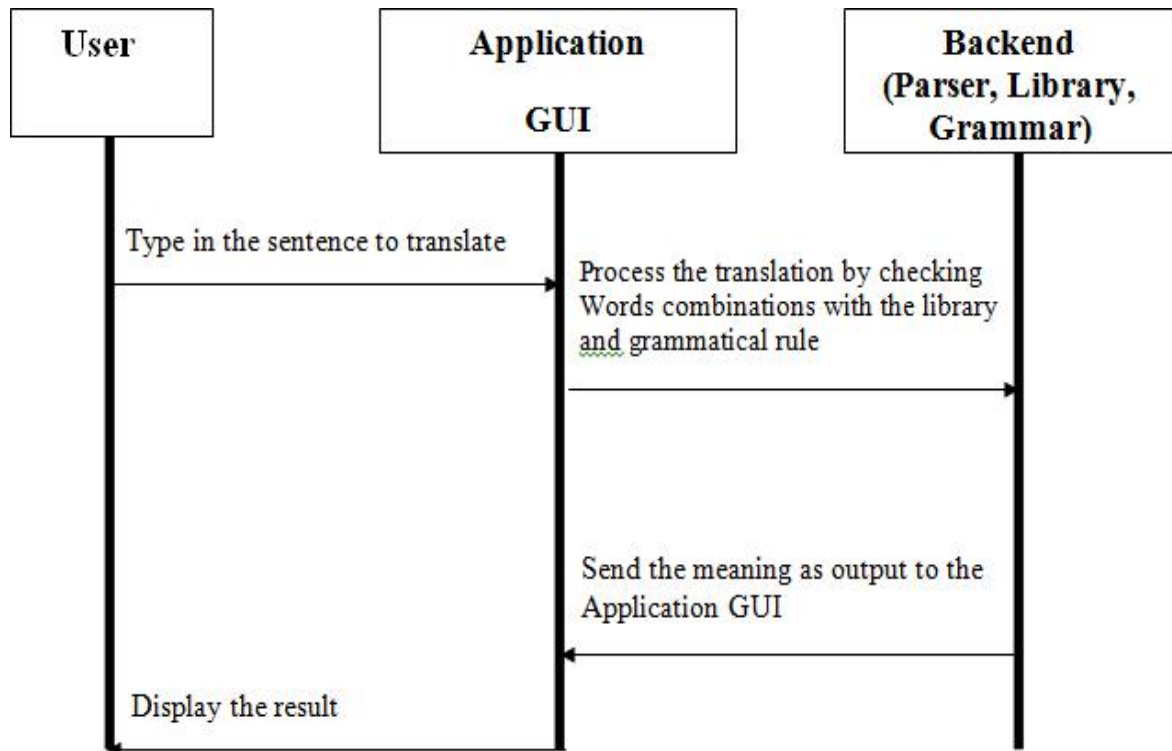 User
Application
GUI
Backend
(Parser, Library,
Grammar)
Type in the sentence to translate
Process the translation by checking
Words combinations with the library
and grammatical rule
Send the meaning as output to the
Application GUI
Display the result